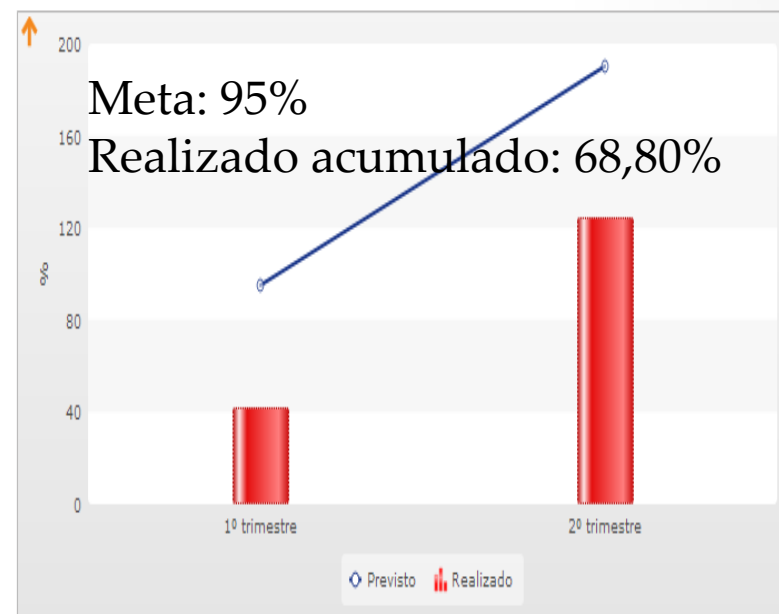 200
Meta: 95%
160
Realizado acumulado: 68,80%
120
%
80
40
0
1º trimestre
2º trimestre
Previsto
Realizado